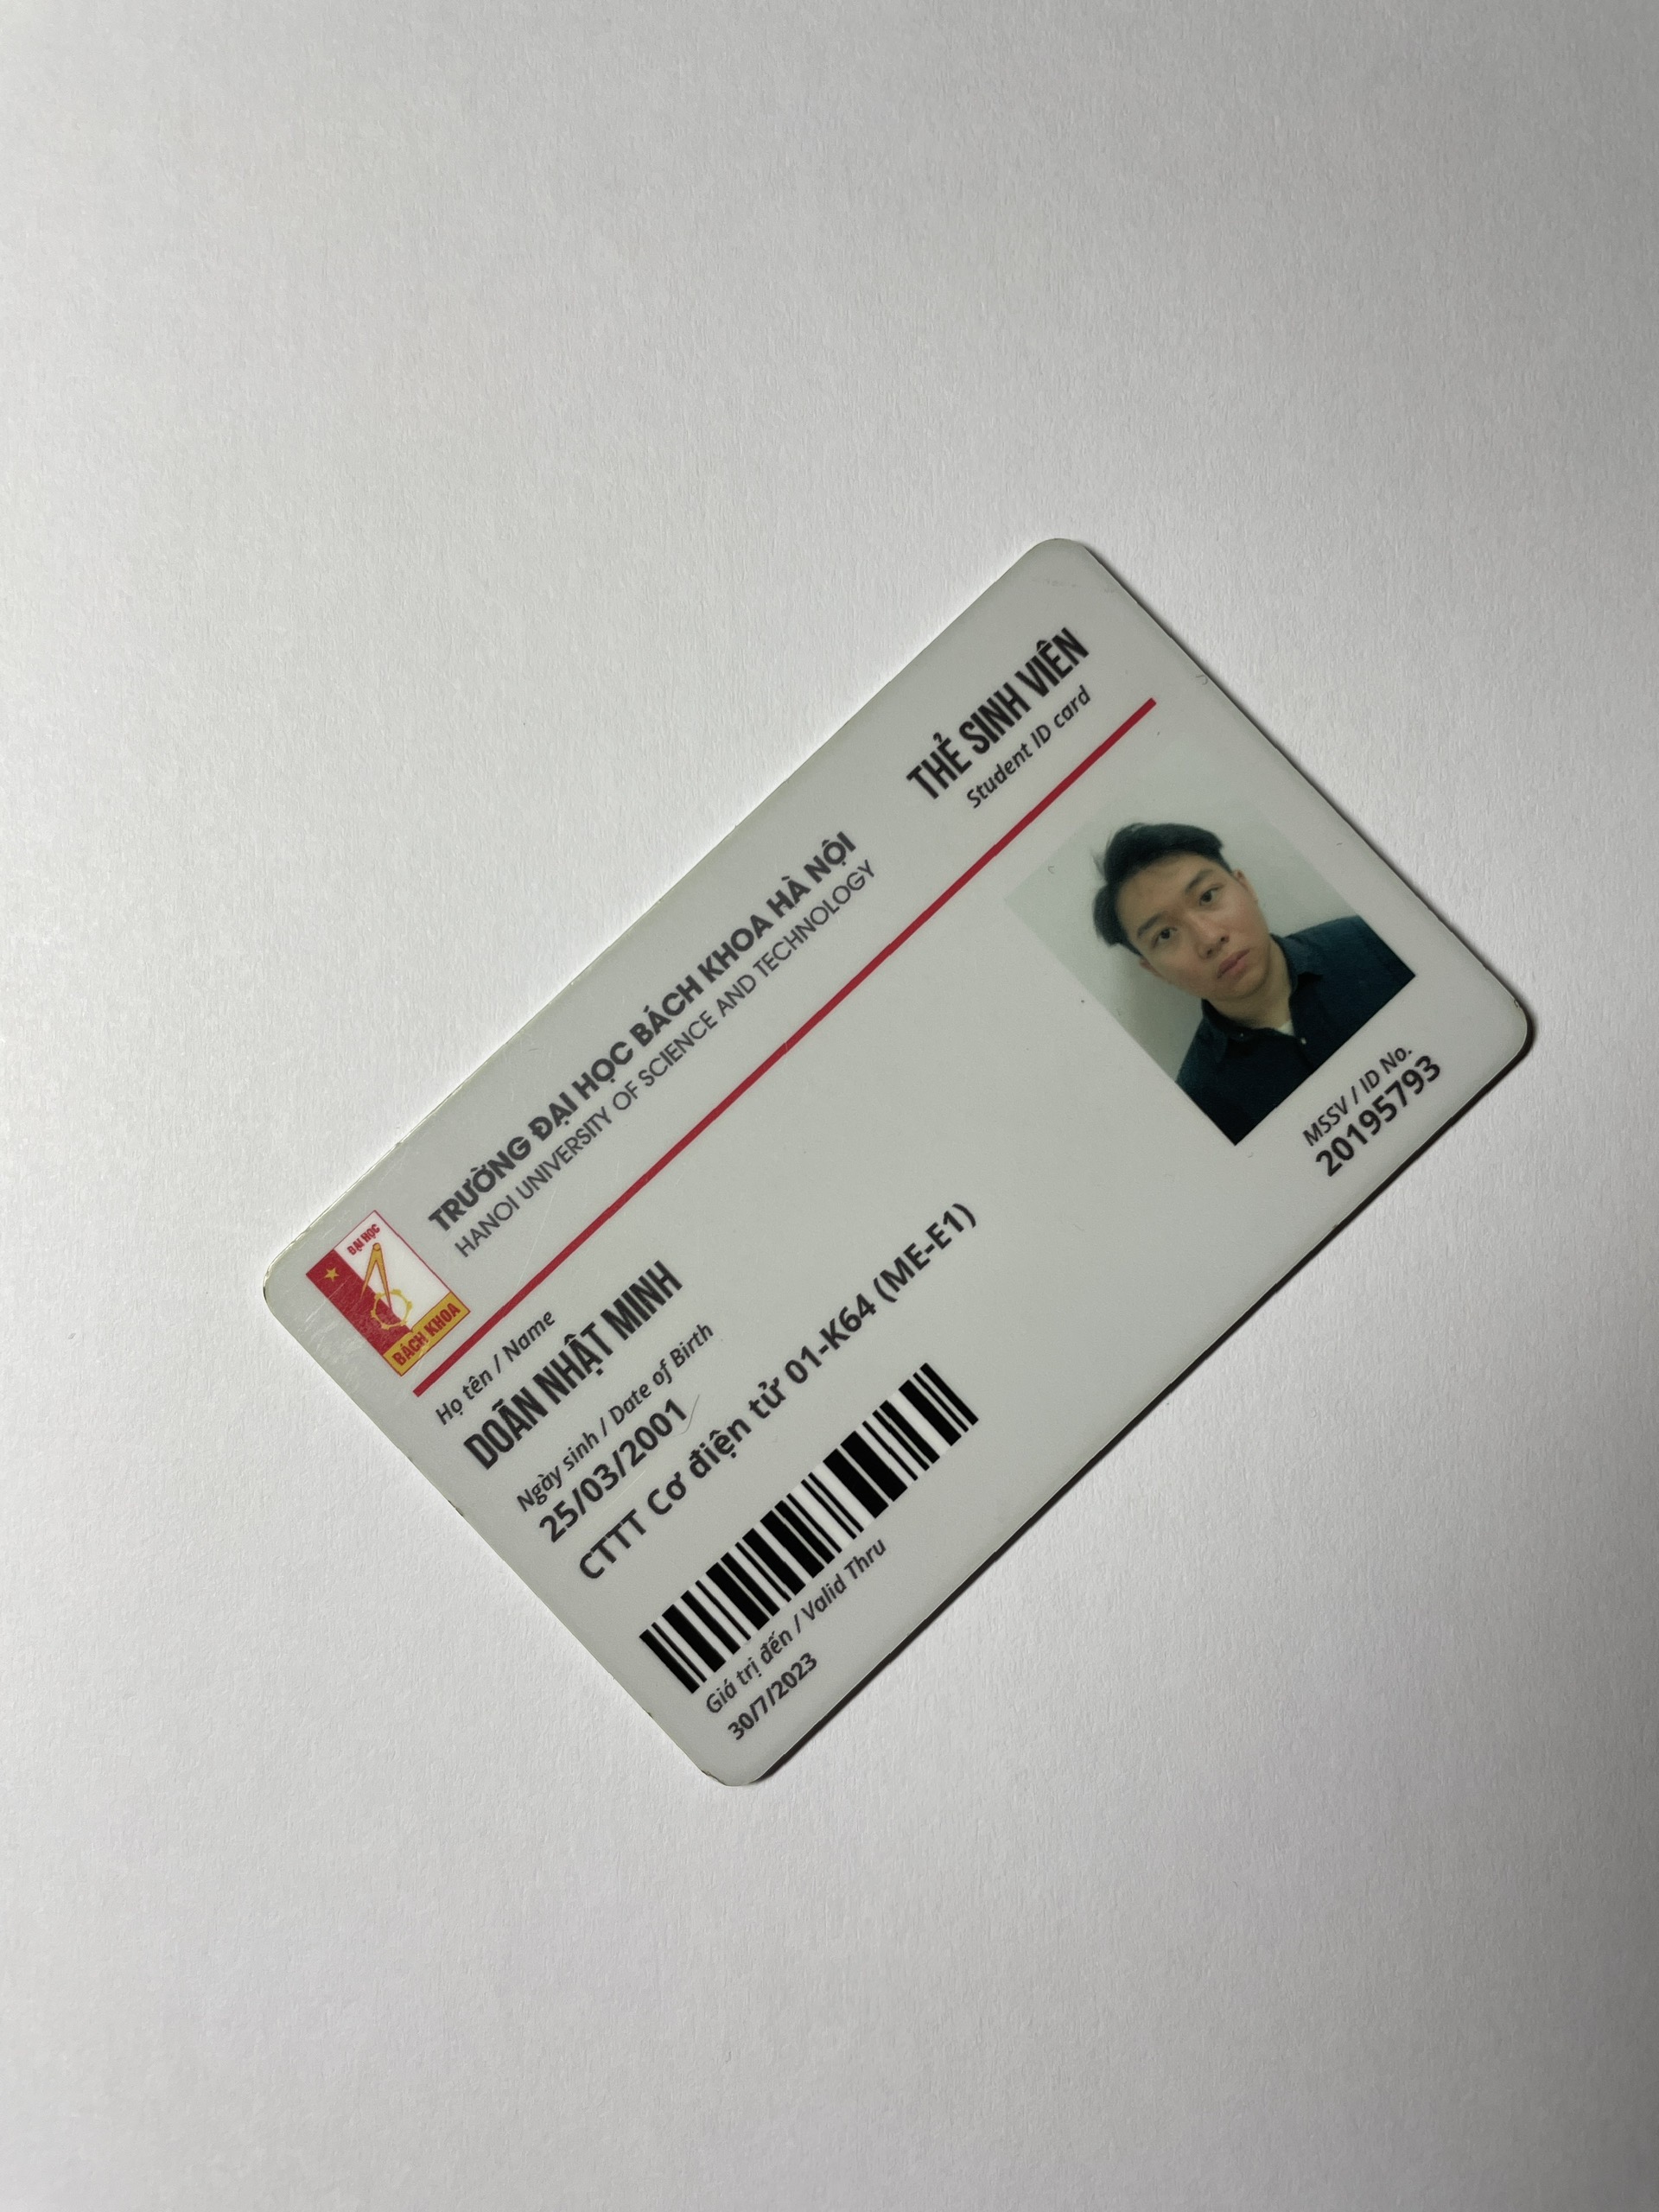 ĐẠI HỌC
BÁCH KHOA
TRƯỜNG ĐẠI HỌC BÁCH KHOA HÀ NỘI
HANOI UNIVERSITY OF SCIENCE AND TECHNOLOGY
THẺ SINH VIÊN
Student ID card
Họ tên / Name
DOÃN NHẬT MINH
Ngày sinh / Date of Birth
25/03/2001
CTTT Cơ điện tử 01-K64 (ME-E1)
Giá trị đến / Valid Thru
30/7/2023
MSSV / ID No.
20195793